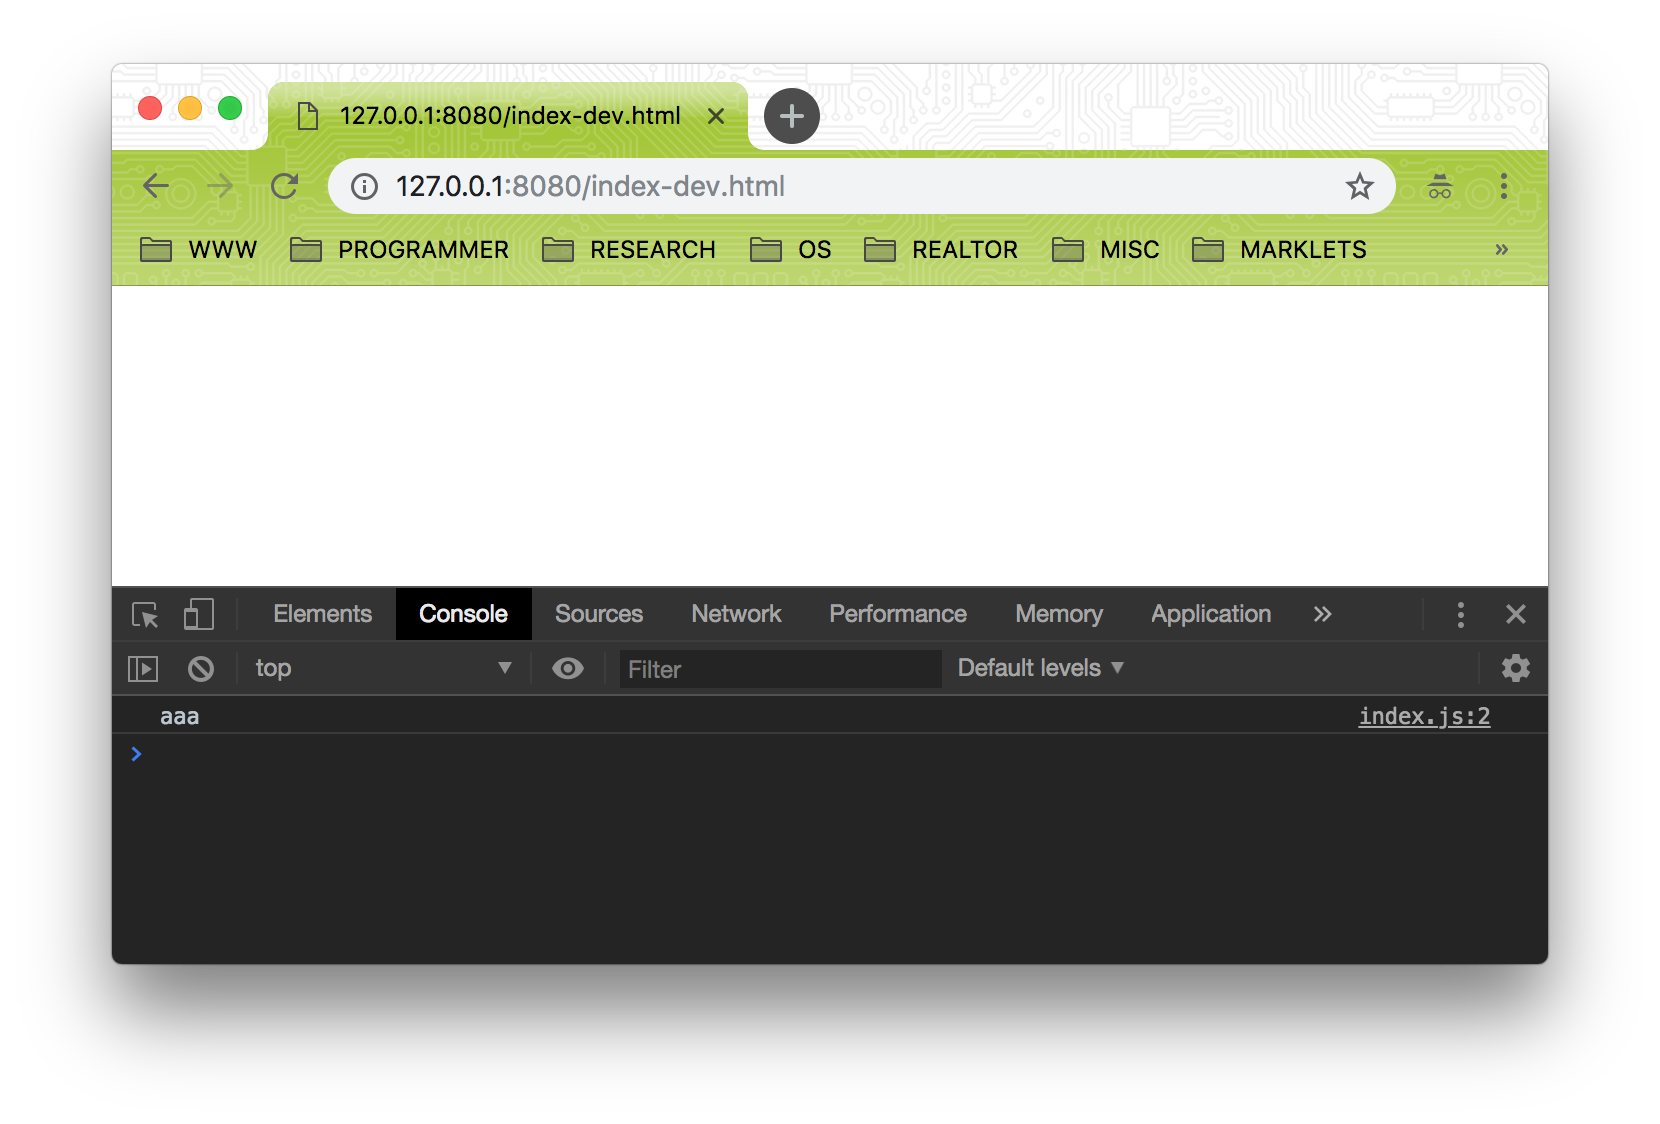 127.0.0.1:8080/index-dev.html
127.0.0.1:8080/index-dev.html
WWW PROGRAMMER RESEARCH OS REALTOR MISC MARKLETS »
Elements Console Sources Network Performance Memory Application »
top Filter Default levels
aaa index.js:2
>